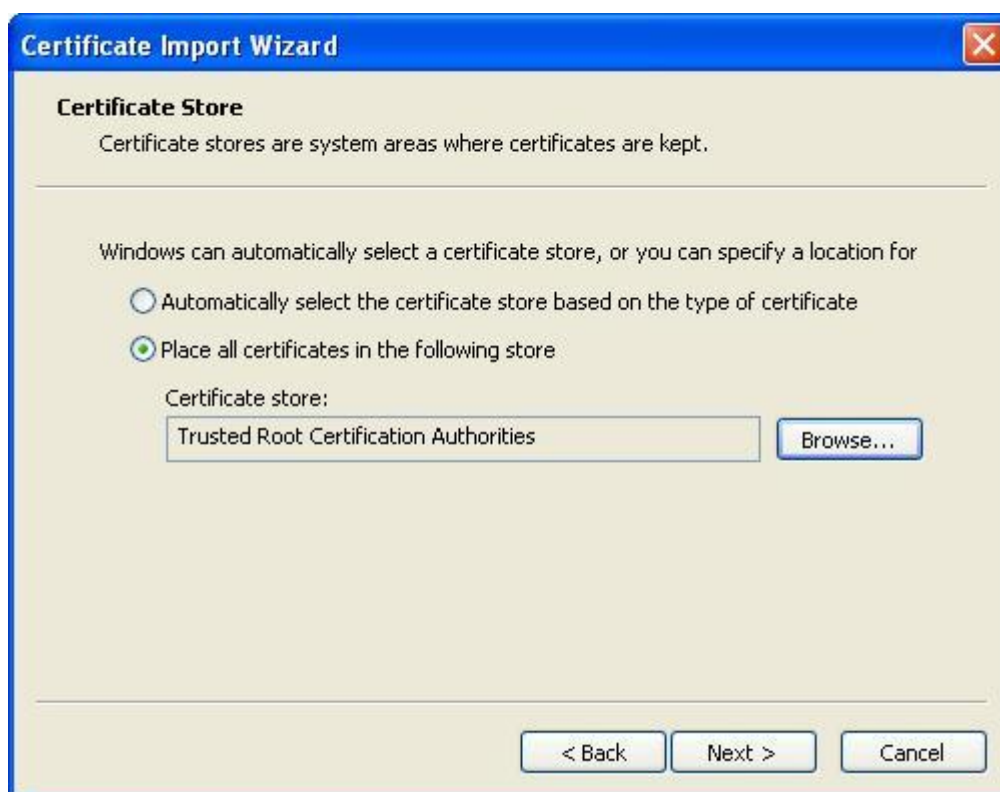 Certificate Import Wizard
Certificate Store
Certificate stores are system areas where certificates are kept.
Windows can automatically select a certificate store, or you can specify a location for
Automatically select the certificate store based on the type of certificate
Place all certificates in the following store
Certificate store:
Trusted Root Certification Authorities
Browse...
< Back
Next >
Cancel